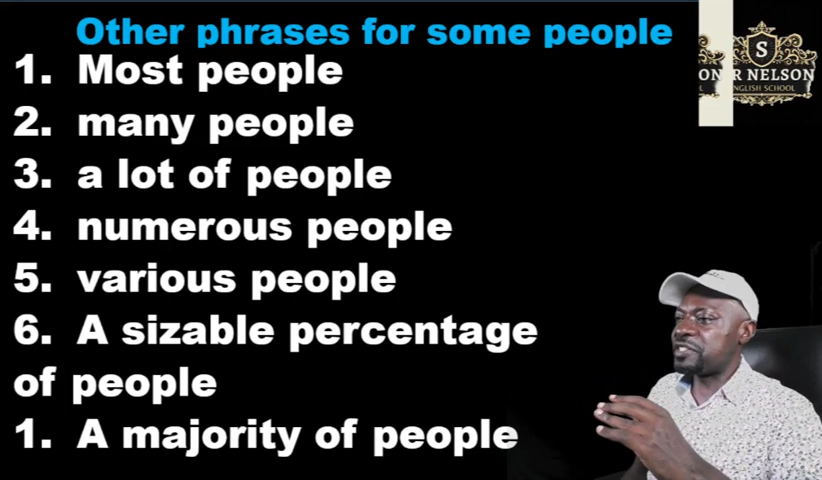 Other phrases for some people
1. Most people
2. many people
3. a lot of people
4. numerous people
5. various people
6. A sizable percentage
of people
1. A majority of people
S
NELSON
ENGLISH SCHOOL